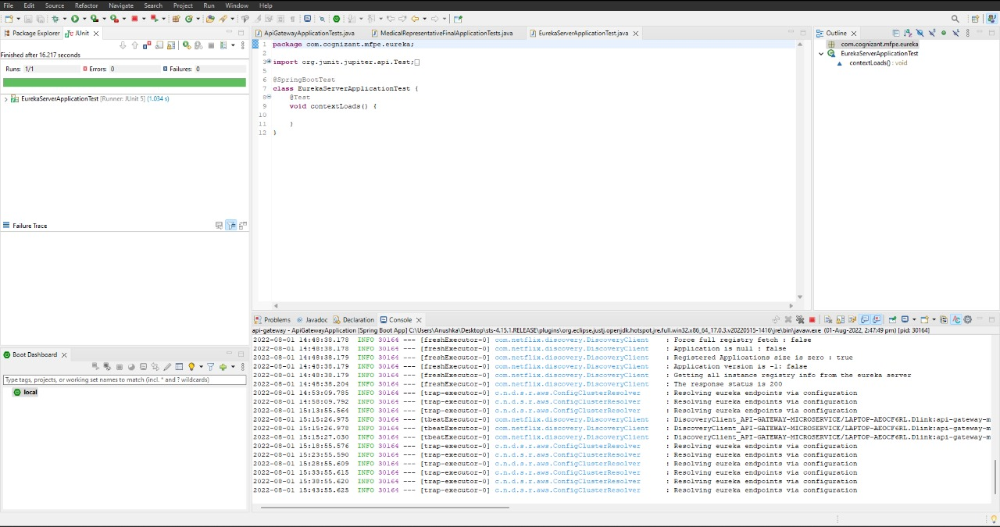 File Edit Source Refactor Navigate Search Project Run Window Help
Package Explorer JUnit
Finished after 16.217 seconds
Runs: 1/1 Errors: 0 Failures: 0
EurekaServerApplicationTest [Runner: JUnit 5] (1.034 s)
Failure Trace
Boot Dashboard
Type tags, projects, or working set names to match (incl. * and ? wildcards)
local
ApiGatewayApplicationTests.java MedicalRepresentativeFinalApplicationTests.java EurekaServerApplicationTest.java
1 package com.cognizant.mfpe.eureka;
2
3 import org.junit.jupiter.api.Test;
5
6 @SpringBootTest
7 class EurekaServerApplicationTest {
8 @Test
9 void contextLoads() {
10
11 }
12 }
Outline
com.cognizant.mfpe.eureka
EurekaServerApplicationTest
contextLoads() : void
Problems Javadoc Declaration Console
api-gateway - ApiGatewayApplication [Spring Boot App] C:\Users\Anushka\Desktop\sts-4.15.1.RELEASE\plugins\org.eclipse.justj.openjdk.hotspot.jre.full.win32.x86_64_17.0.3.v20220515-1416\jre\bin\javaw.exe (01-Aug-2022, 2:47:49 pm) [pid: 30164]
2022-08-01 14:48:38.178 INFO 30164 --- [freshExecutor-0] com.netflix.discovery.DiscoveryClient : Force full registry fetch : false
2022-08-01 14:48:38.179 INFO 30164 --- [freshExecutor-0] com.netflix.discovery.DiscoveryClient : Application is null : false
2022-08-01 14:48:38.179 INFO 30164 --- [freshExecutor-0] com.netflix.discovery.DiscoveryClient : Registered Applications size is zero : true
2022-08-01 14:48:38.179 INFO 30164 --- [freshExecutor-0] com.netflix.discovery.DiscoveryClient : Application version is -1: false
2022-08-01 14:48:38.179 INFO 30164 --- [freshExecutor-0] com.netflix.discovery.DiscoveryClient : Getting all instance registry info from the eureka server
2022-08-01 14:48:38.204 INFO 30164 --- [freshExecutor-0] com.netflix.discovery.DiscoveryClient : The response status is 200
2022-08-01 14:53:09.785 INFO 30164 --- [trap-executor-0] c.n.d.s.r.aws.ConfigClusterResolver : Resolving eureka endpoints via configuration
2022-08-01 14:58:09.792 INFO 30164 --- [trap-executor-0] c.n.d.s.r.aws.ConfigClusterResolver : Resolving eureka endpoints via configuration
2022-08-01 15:13:55.564 INFO 30164 --- [trap-executor-0] c.n.d.s.r.aws.ConfigClusterResolver : Resolving eureka endpoints via configuration
2022-08-01 15:15:26.975 INFO 30164 --- [tbeatExecutor-0] com.netflix.discovery.DiscoveryClient : DiscoveryClient_API-GATEWAY-MICROSERVICE/LAPTOP-AEOCF6RL.Dlink:api-gateway-m
2022-08-01 15:15:26.978 INFO 30164 --- [tbeatExecutor-0] com.netflix.discovery.DiscoveryClient : DiscoveryClient_API-GATEWAY-MICROSERVICE/LAPTOP-AEOCF6RL.Dlink:api-gateway-m
2022-08-01 15:15:27.030 INFO 30164 --- [tbeatExecutor-0] com.netflix.discovery.DiscoveryClient : DiscoveryClient_API-GATEWAY-MICROSERVICE/LAPTOP-AEOCF6RL.Dlink:api-gateway-m
2022-08-01 15:18:55.576 INFO 30164 --- [trap-executor-0] c.n.d.s.r.aws.ConfigClusterResolver : Resolving eureka endpoints via configuration
2022-08-01 15:23:55.590 INFO 30164 --- [trap-executor-0] c.n.d.s.r.aws.ConfigClusterResolver : Resolving eureka endpoints via configuration
2022-08-01 15:28:55.609 INFO 30164 --- [trap-executor-0] c.n.d.s.r.aws.ConfigClusterResolver : Resolving eureka endpoints via configuration
2022-08-01 15:33:55.615 INFO 30164 --- [trap-executor-0] c.n.d.s.r.aws.ConfigClusterResolver : Resolving eureka endpoints via configuration
2022-08-01 15:38:55.620 INFO 30164 --- [trap-executor-0] c.n.d.s.r.aws.ConfigClusterResolver : Resolving eureka endpoints via configuration
2022-08-01 15:43:55.625 INFO 30164 --- [trap-executor-0] c.n.d.s.r.aws.ConfigClusterResolver : Resolving eureka endpoints via configuration